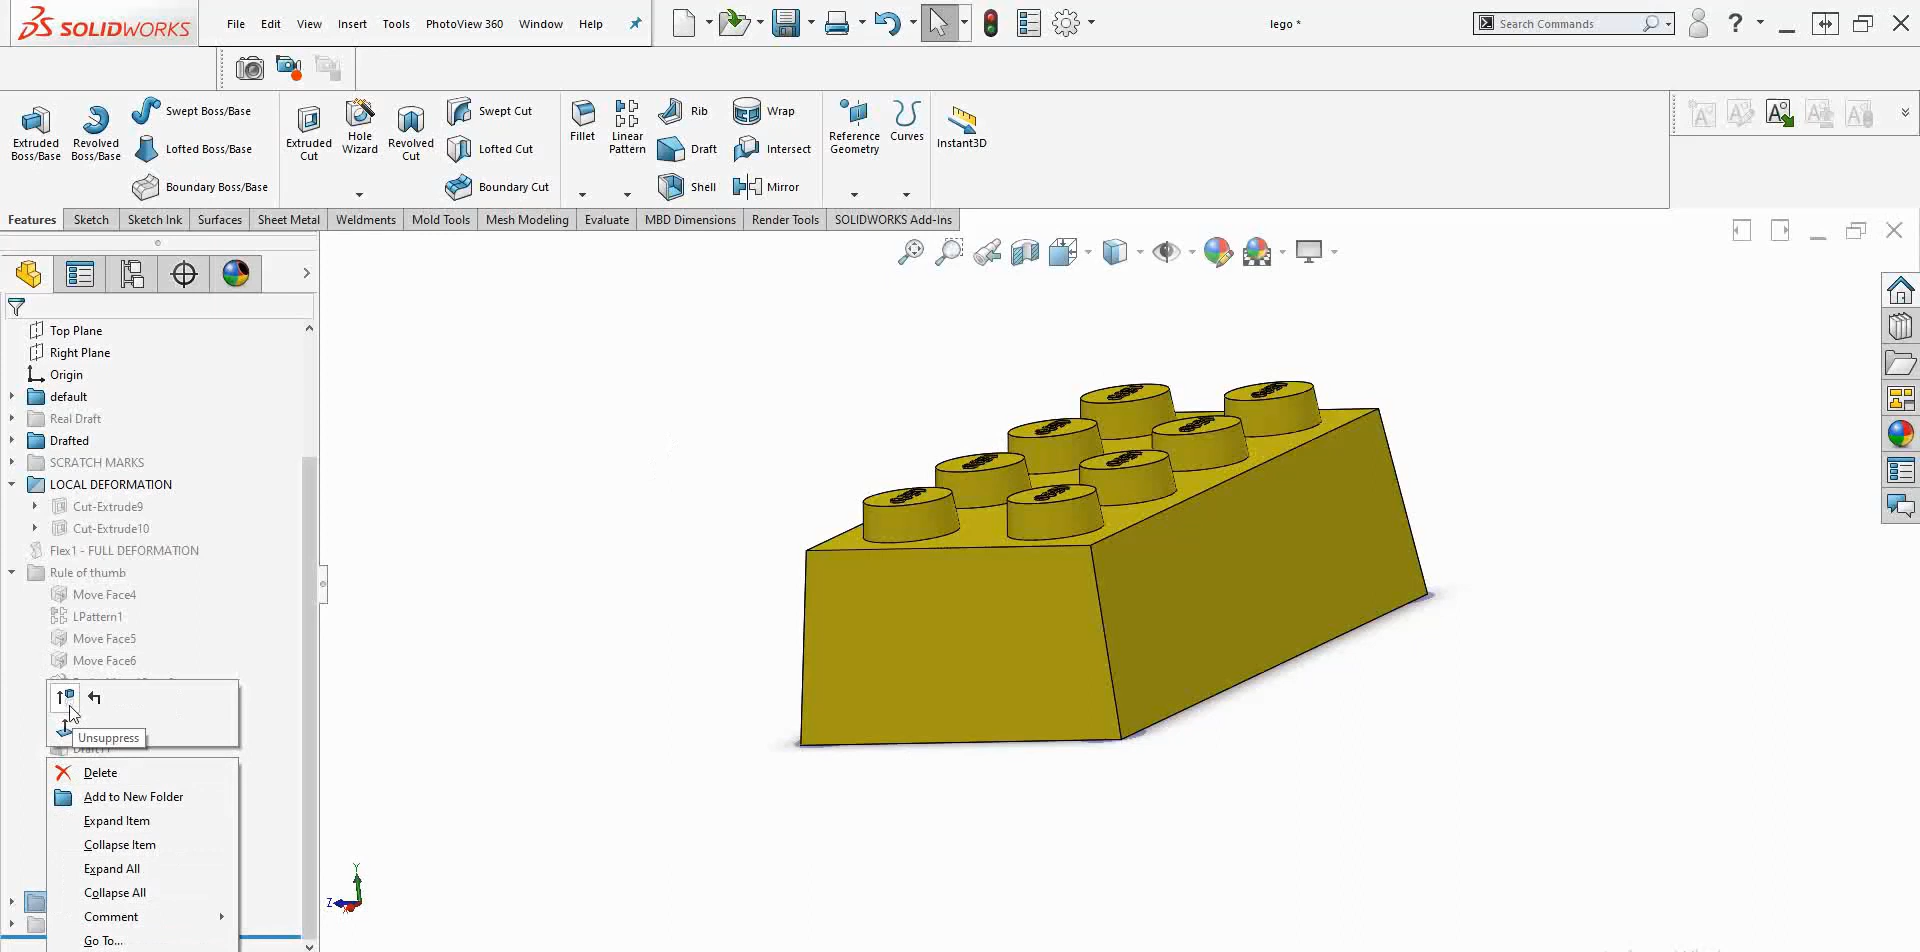 SOLIDWORKS
File Edit View Insert Tools PhotoView 360 Window Help
lego *
Search Commands
?
Extruded Boss/Base
Revolved Boss/Base
Swept Boss/Base
Lofted Boss/Base
Boundary Boss/Base
Extruded Cut
Hole Wizard
Revolved Cut
Swept Cut
Lofted Cut
Boundary Cut
Fillet
Linear Pattern
Rib
Draft
Shell
Wrap
Intersect
Mirror
Reference Geometry
Curves
Instant3D
Features Sketch Sketch Ink Surfaces Sheet Metal Weldments Mold Tools Mesh Modeling Evaluate MBD Dimensions Render Tools SOLIDWORKS Add-Ins
Top Plane
Right Plane
Origin
default
Real Draft
Drafted
SCRATCH MARKS
LOCAL DEFORMATION
Cut-Extrude9
Cut-Extrude10
Flex1 - FULL DEFORMATION
Rule of thumb
Move Face4
LPattern1
Move Face5
Move Face6
Unsuppress
Delete
Add to New Folder
Expand Item
Collapse Item
Expand All
Collapse All
Comment
Go To...
Y
Z